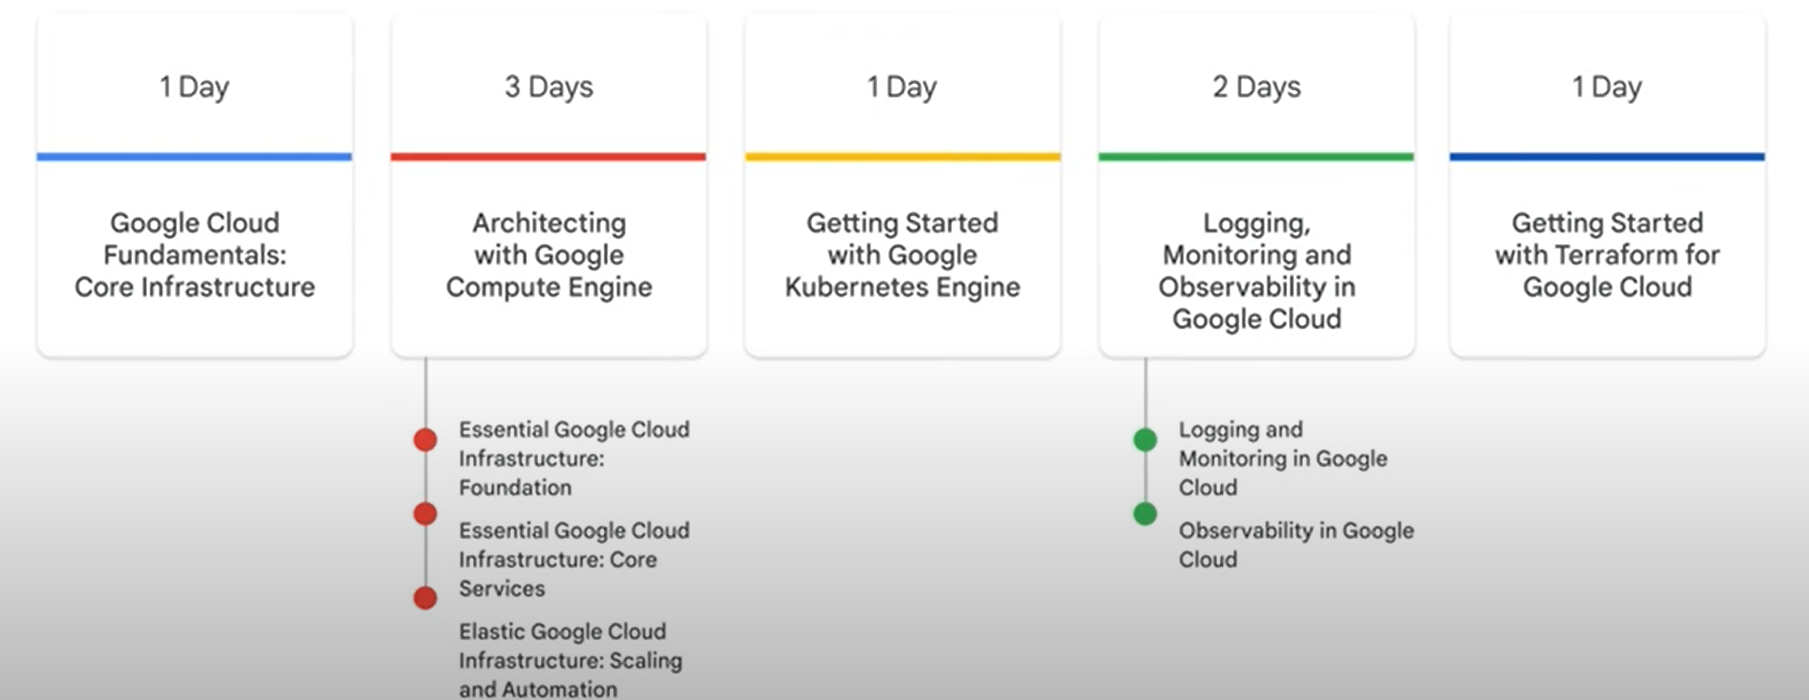 1 Day
Google Cloud
Fundamentals:
Core Infrastructure
3 Days
Architecting
with Google
Compute Engine
Essential Google Cloud
Infrastructure:
Foundation
Essential Google Cloud
Infrastructure: Core
Services
Elastic Google Cloud
Infrastructure: Scaling
and Automation
1 Day
Getting Started
with Google
Kubernetes Engine
2 Days
Logging,
Monitoring and
Observability in
Google Cloud
Logging and
Monitoring in Google
Cloud
Observability in Google
Cloud
1 Day
Getting Started
with Terraform for
Google Cloud